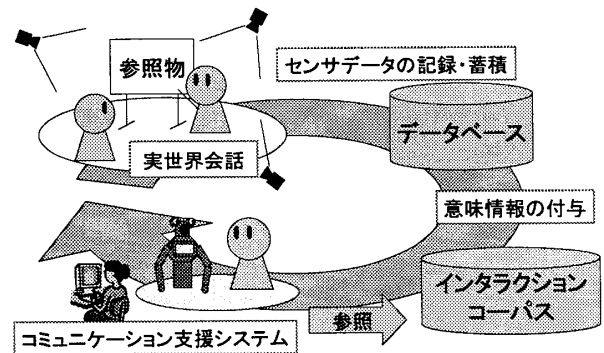 参照物
センサデータの記録・蓄積
データベース
実世界会話
意味情報の付与
インタラクション
コーパス
参照
コミュニケーション支援システム